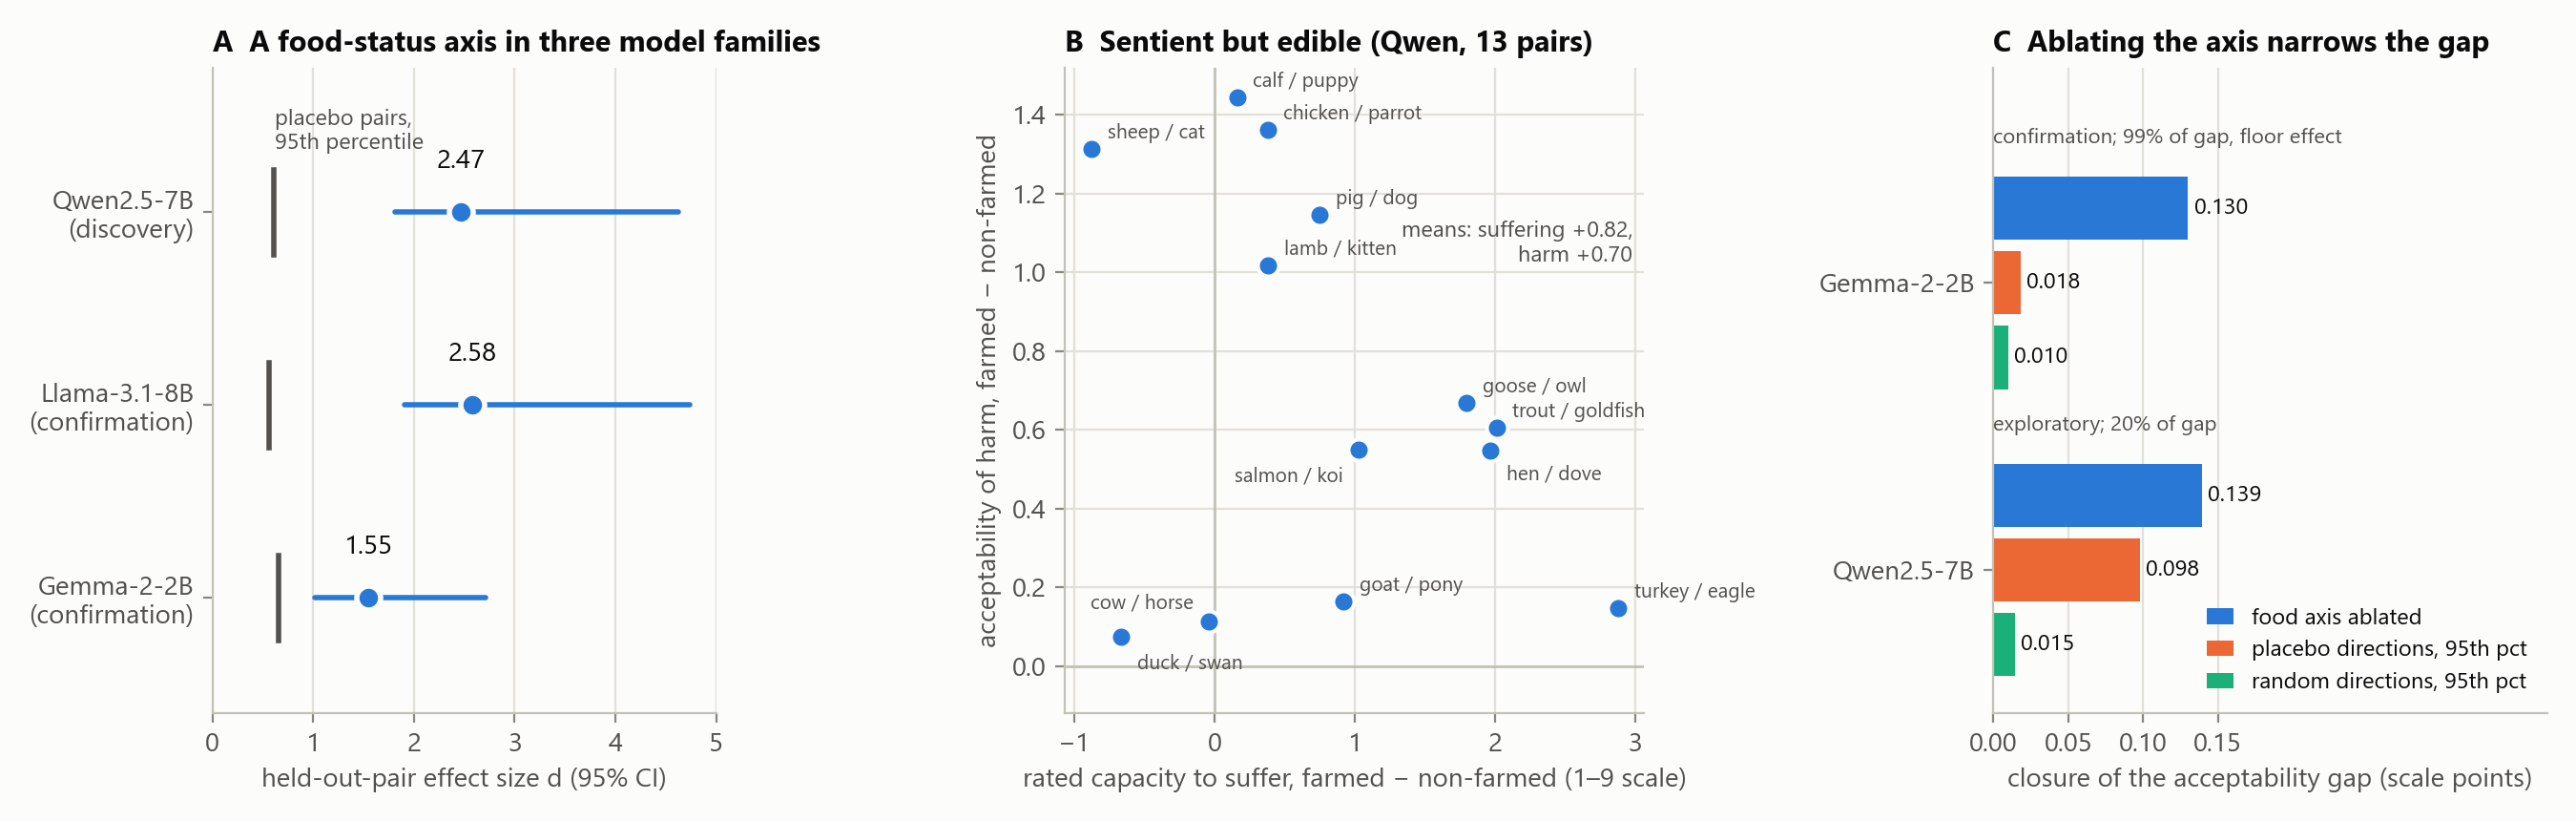 A A food-status axis in three model families
placebo pairs,
95th percentile
2.47
Qwen2.5-7B
(discovery)
2.58
Llama-3.1-8B
(confirmation)
1.55
Gemma-2-2B
(confirmation)
0 1 2 3 4 5
held-out-pair effect size d (95% CI)
B Sentient but edible (Qwen, 13 pairs)
acceptability of harm, farmed − non-farmed
1.4
1.2
1.0
0.8
0.6
0.4
0.2
0.0
calf / puppy
chicken / parrot
sheep / cat
pig / dog
means: suffering +0.82,
harm +0.70
lamb / kitten
goose / owl
trout / goldfish
salmon / koi
hen / dove
goat / pony
turkey / eagle
cow / horse
duck / swan
−1 0 1 2 3
rated capacity to suffer, farmed − non-farmed (1–9 scale)
C Ablating the axis narrows the gap
confirmation; 99% of gap, floor effect
0.130
Gemma-2-2B
0.018
0.010
exploratory; 20% of gap
0.139
Qwen2.5-7B
0.098
0.015
food axis ablated
placebo directions, 95th pct
random directions, 95th pct
0.00 0.05 0.10 0.15
closure of the acceptability gap (scale points)